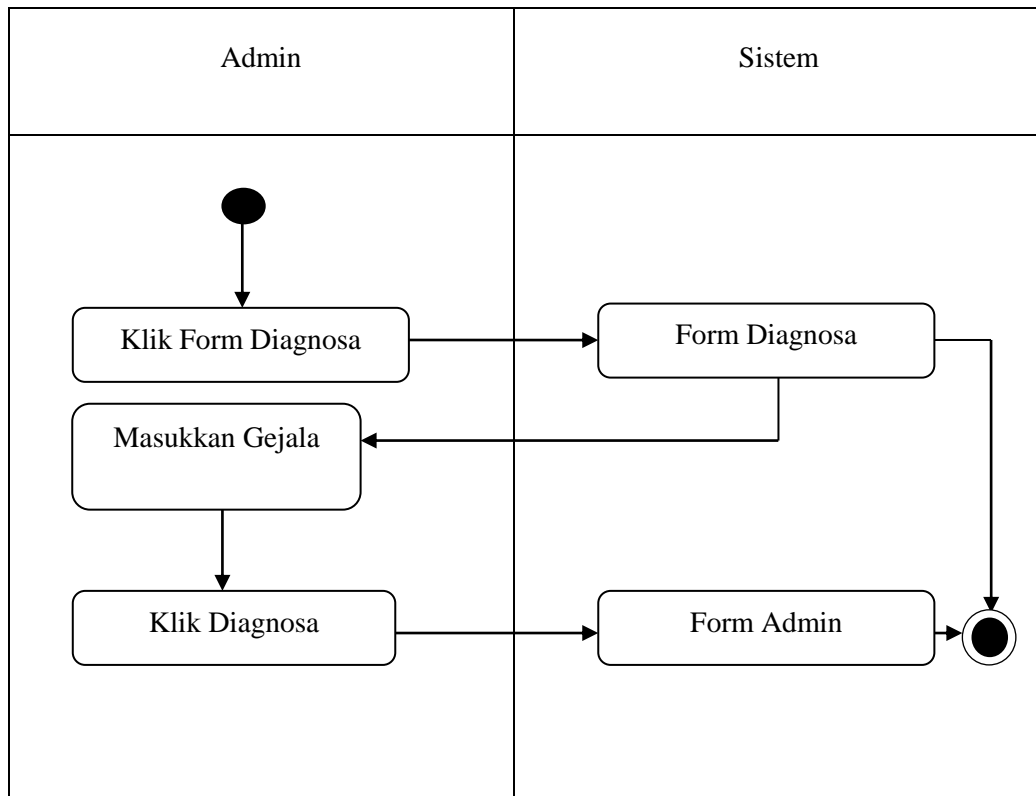 Admin
Sistem
Klik Form Diagnosa
Form Diagnosa
Masukkan Gejala
Klik Diagnosa
Form Admin